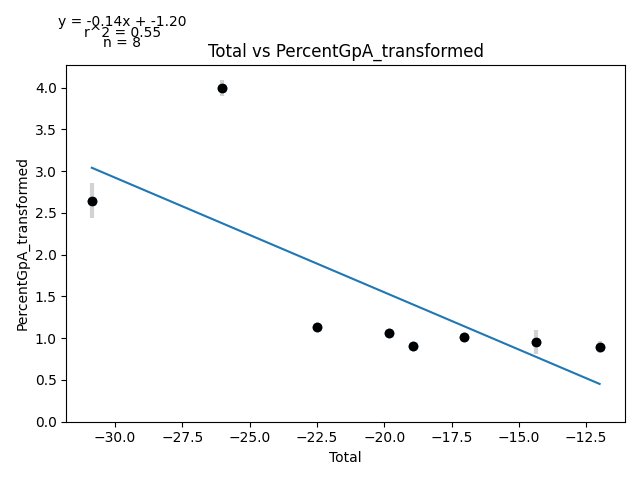 y = -0.14x + -1.20
r^2 = 0.55
n = 8
Total vs PercentGpA_transformed
PercentGpA_transformed
4.0
3.5
3.0
2.5
2.0
1.5
1.0
0.5
0.0
−30.0 −27.5 −25.0 −22.5 −20.0 −17.5 −15.0 −12.5
Total